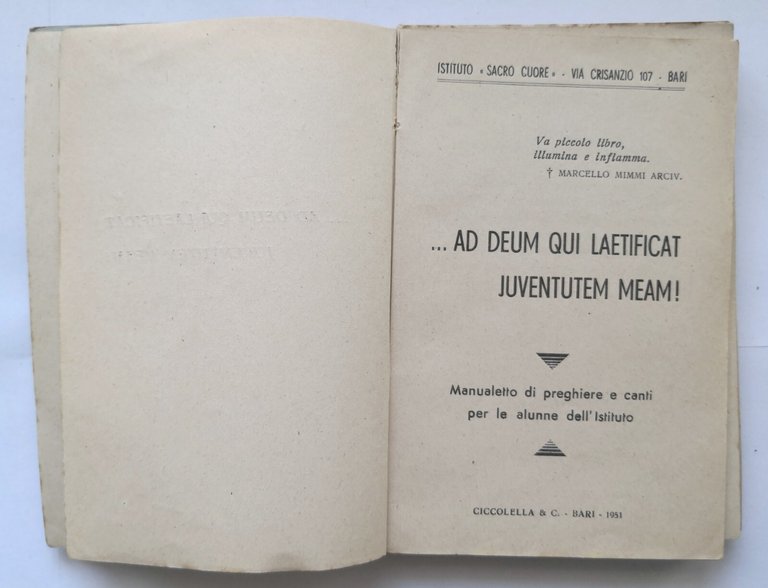 ISTITUTO « SACRO CUORE » - VIA CRISANZIO 107 - BARI
Va piccolo libro,
illumina e infiamma.
† MARCELLO MIMMI ARCIV.
... AD DEUM QUI LAETIFICAT
JUVENTUTEM MEAM!
Manualetto di preghiere e canti
per le alunne dell'Istituto
CICCOLELLA & C. - BARI - 1951